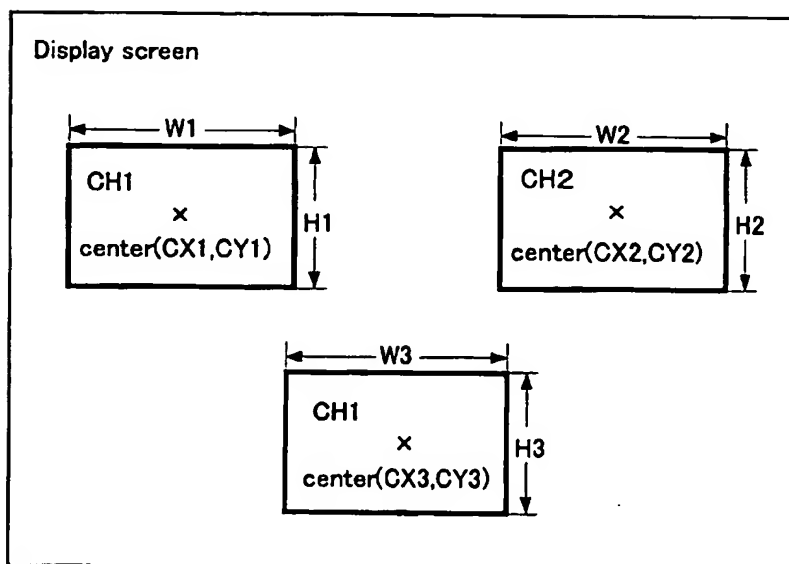 Display screen
W1
W2
CH1
CH2
H1
H2
center(CX1,CY1)
center(CX2,CY2)
W3
CH1
H3
center(CX3,CY3)